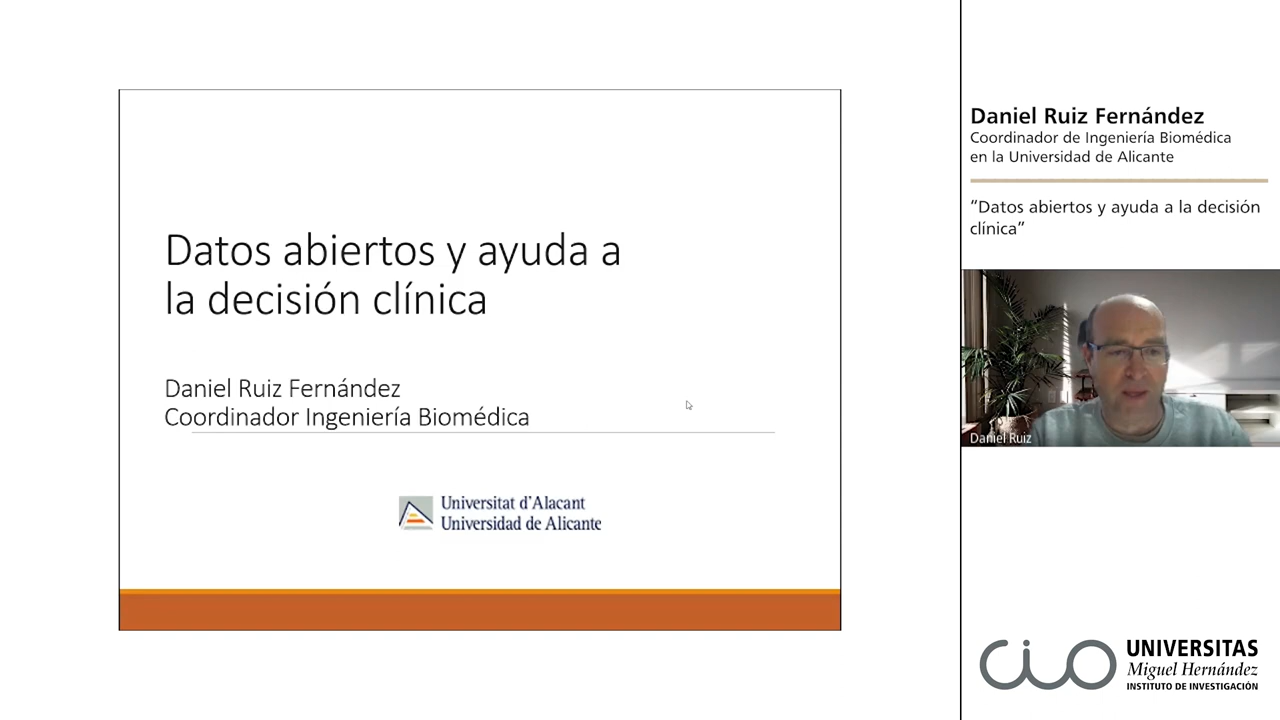 Datos abiertos y ayuda a
la decisión clínica
Daniel Ruiz Fernández
Coordinador Ingeniería Biomédica
Universitat d'Alacant
Universidad de Alicante
Daniel Ruiz Fernández
Coordinador de Ingeniería Biomédica
en la Universidad de Alicante
“Datos abiertos y ayuda a la decisión
clínica”
Daniel Ruiz
cio
UNIVERSITAS
Miguel Hernández
INSTITUTO DE INVESTIGACIÓN